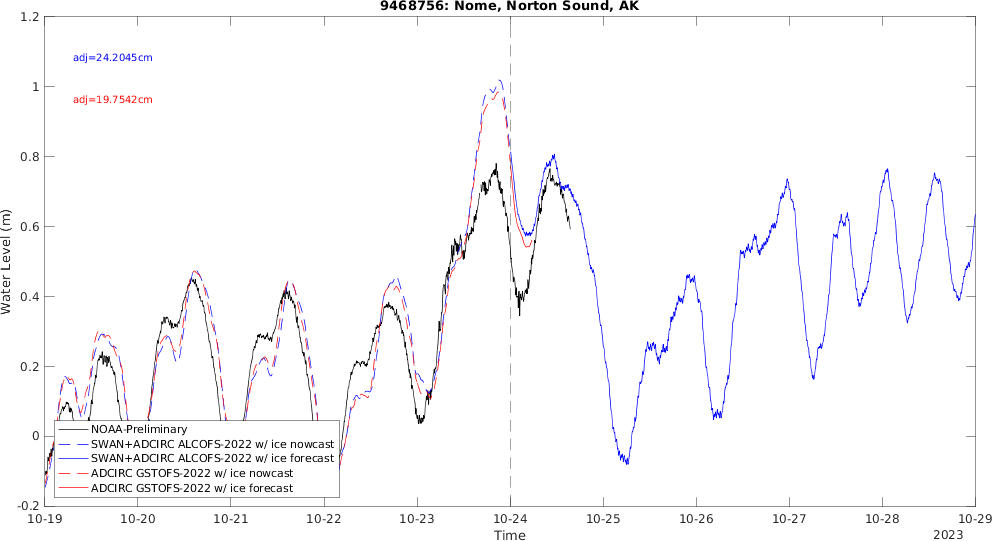 9468756: Nome, Norton Sound, AK
1.2
adj=24.2045cm
1
adj=19.7542cm
0.8
0.6
0.4
0.2
0
-0.2
Water Level (m)
NOAA-Preliminary
SWAN+ADCIRC ALCOFS-2022 w/ ice nowcast
SWAN+ADCIRC ALCOFS-2022 w/ ice forecast
ADCIRC GSTOFS-2022 w/ ice nowcast
ADCIRC GSTOFS-2022 w/ ice forecast
10-19 10-20 10-21 10-22 10-23 10-24 10-25 10-26 10-27 10-28 10-29
Time
2023